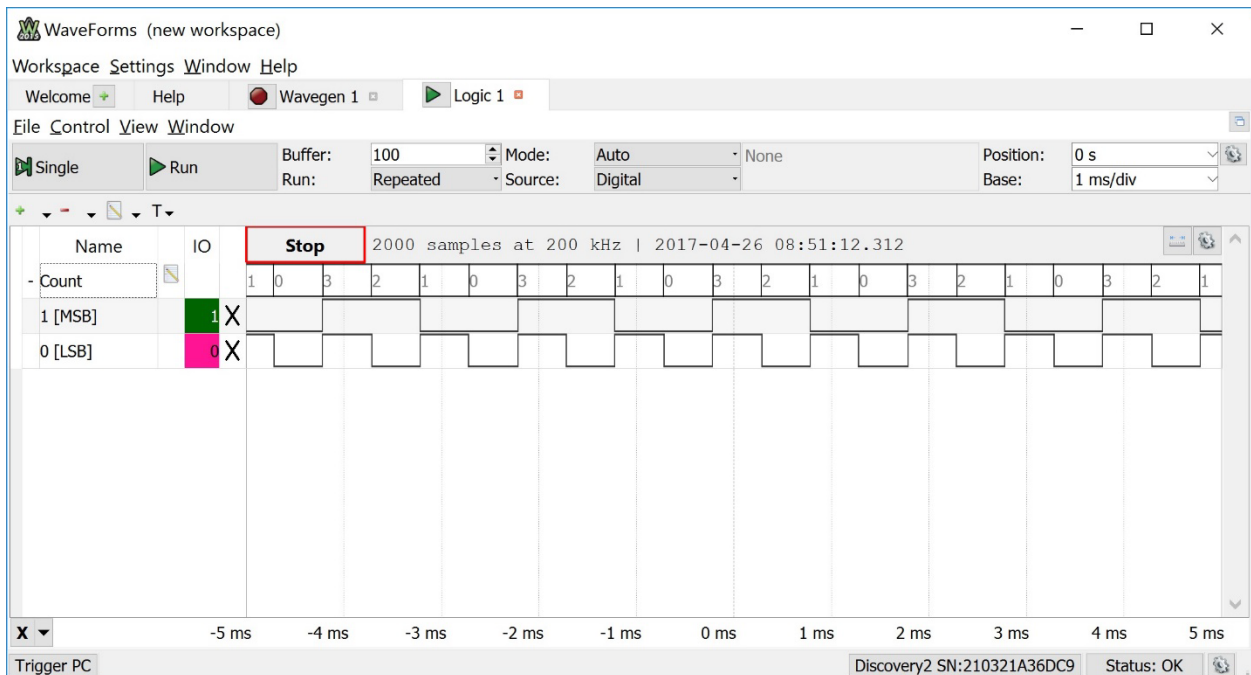 WaveForms (new workspace)
Workspace Settings Window Help
Welcome Help Wavegen 1 Logic 1
File Control View Window
Single Run Buffer: 100 Mode: Auto None Position: 0 s
Run: Repeated Source: Digital Base: 1 ms/div
T
Name IO Stop 2000 samples at 200 kHz | 2017-04-26 08:51:12.312
- Count 1 0 3 2 1 0 3 2 1 0 3 2 1 0 3 2 1 0 3 2 1
1 [MSB] 1 X
0 [LSB] 0 X
X -5 ms -4 ms -3 ms -2 ms -1 ms 0 ms 1 ms 2 ms 3 ms 4 ms 5 ms
Trigger PC Discovery2 SN:210321A36DC9 Status: OK